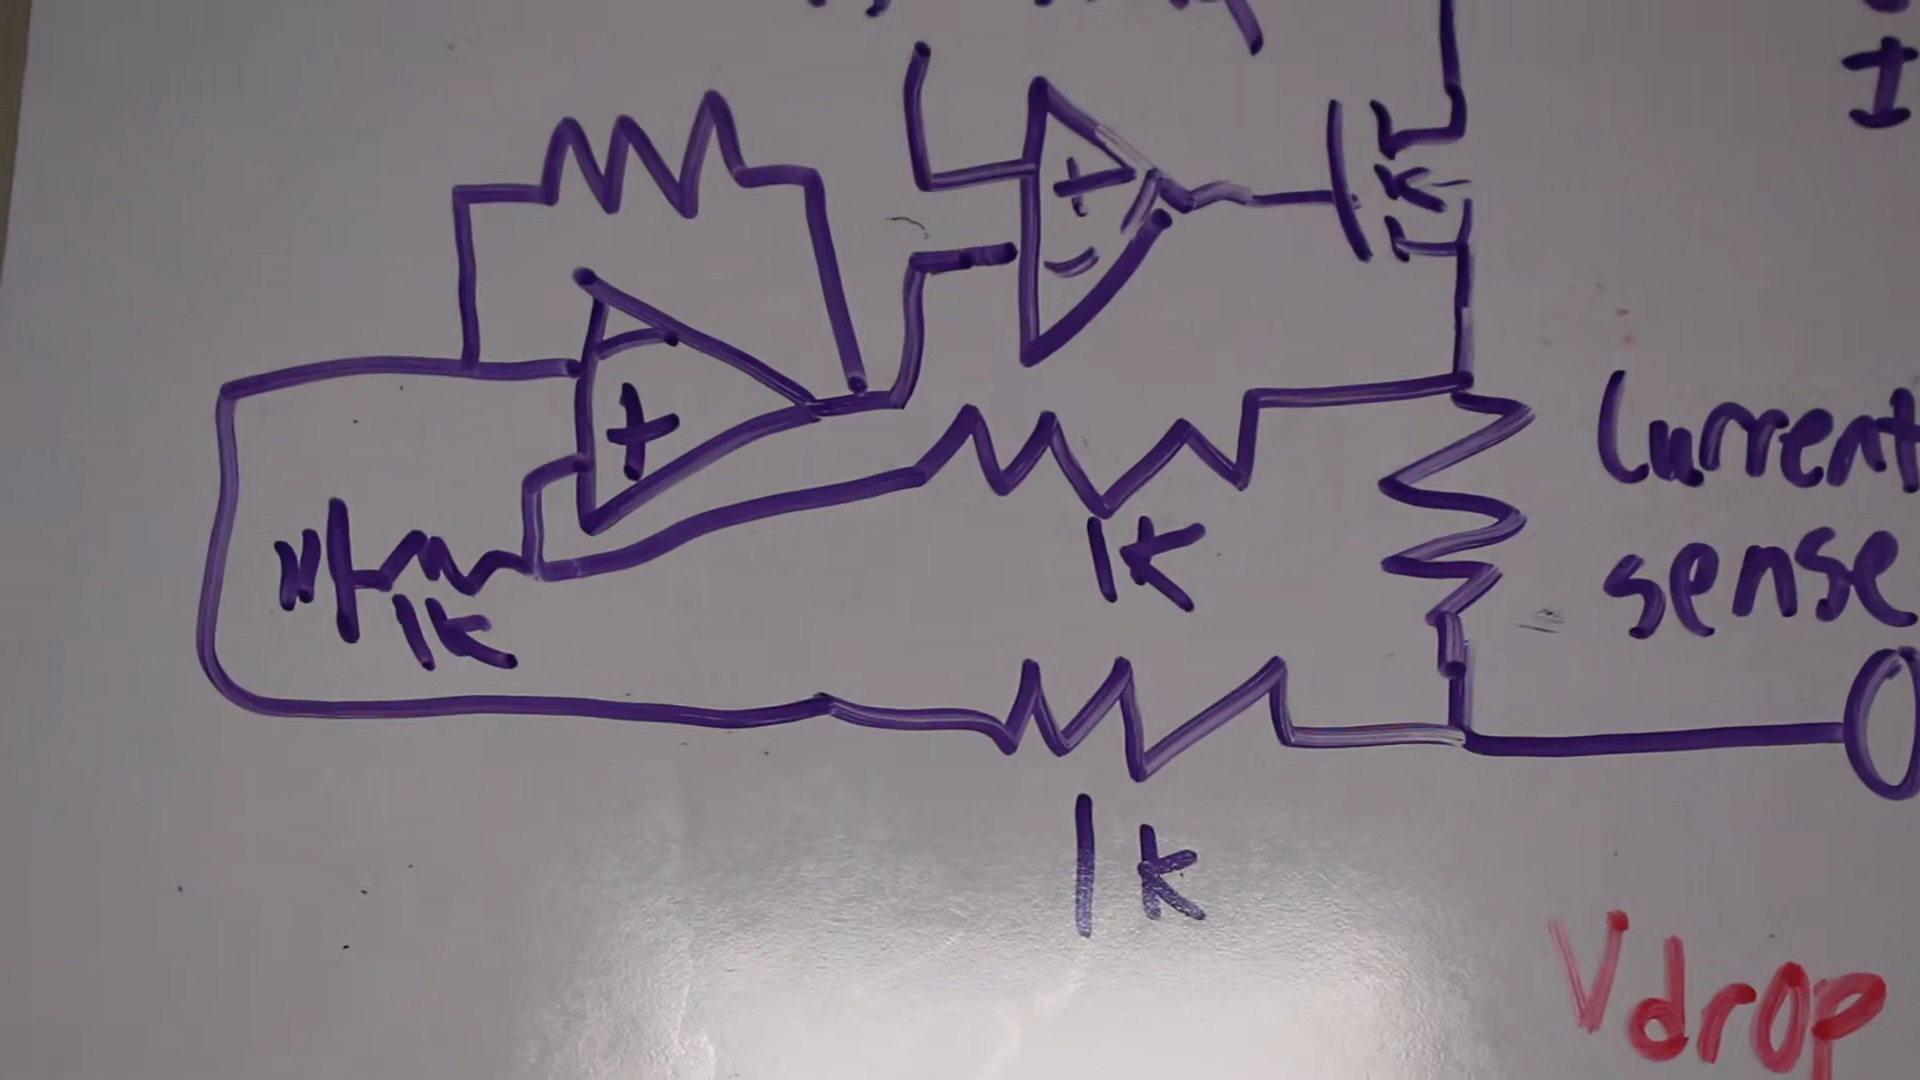 I
+
-
-
+
Current
sense
1k
1k
1k
Vdrop